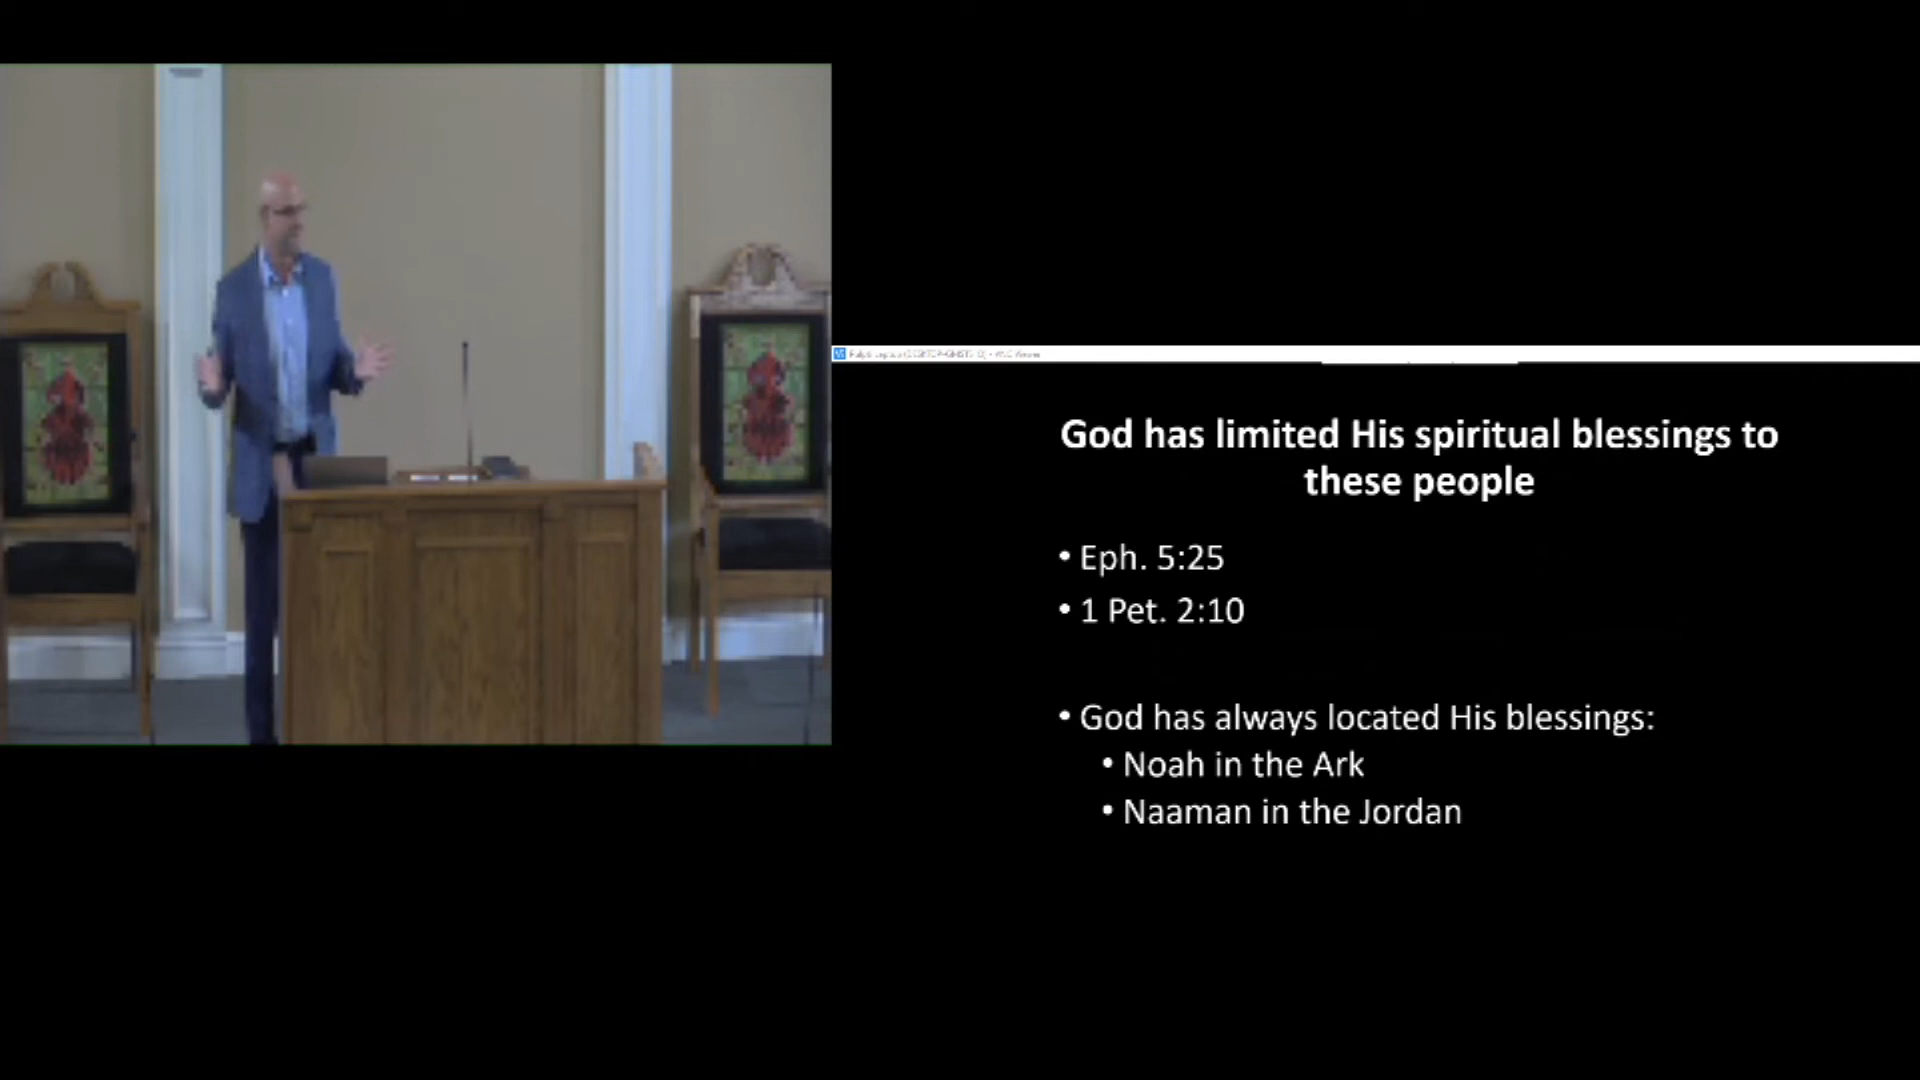 God has limited His spiritual blessings to
these people
• Eph. 5:25
• 1 Pet. 2:10
• God has always located His blessings:
• Noah in the Ark
• Naaman in the Jordan